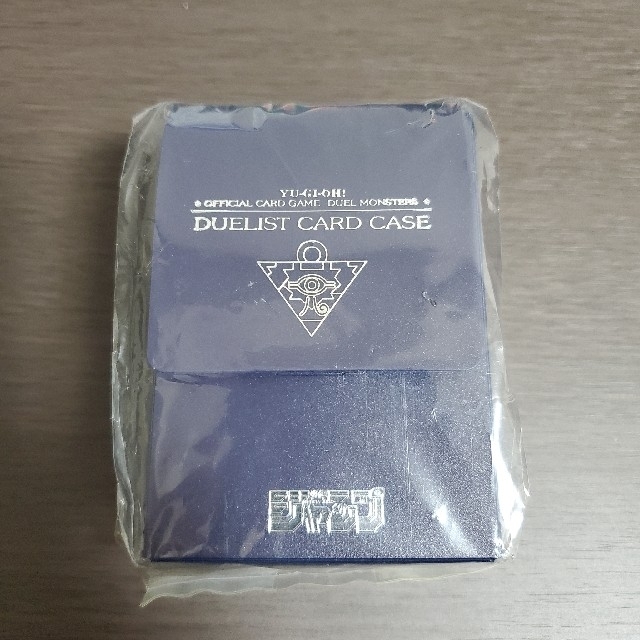 YU-GI-OH!
OFFICIAL CARD GAME DUEL MONSTERS
DUELIST CARD CASE
ジャンプ